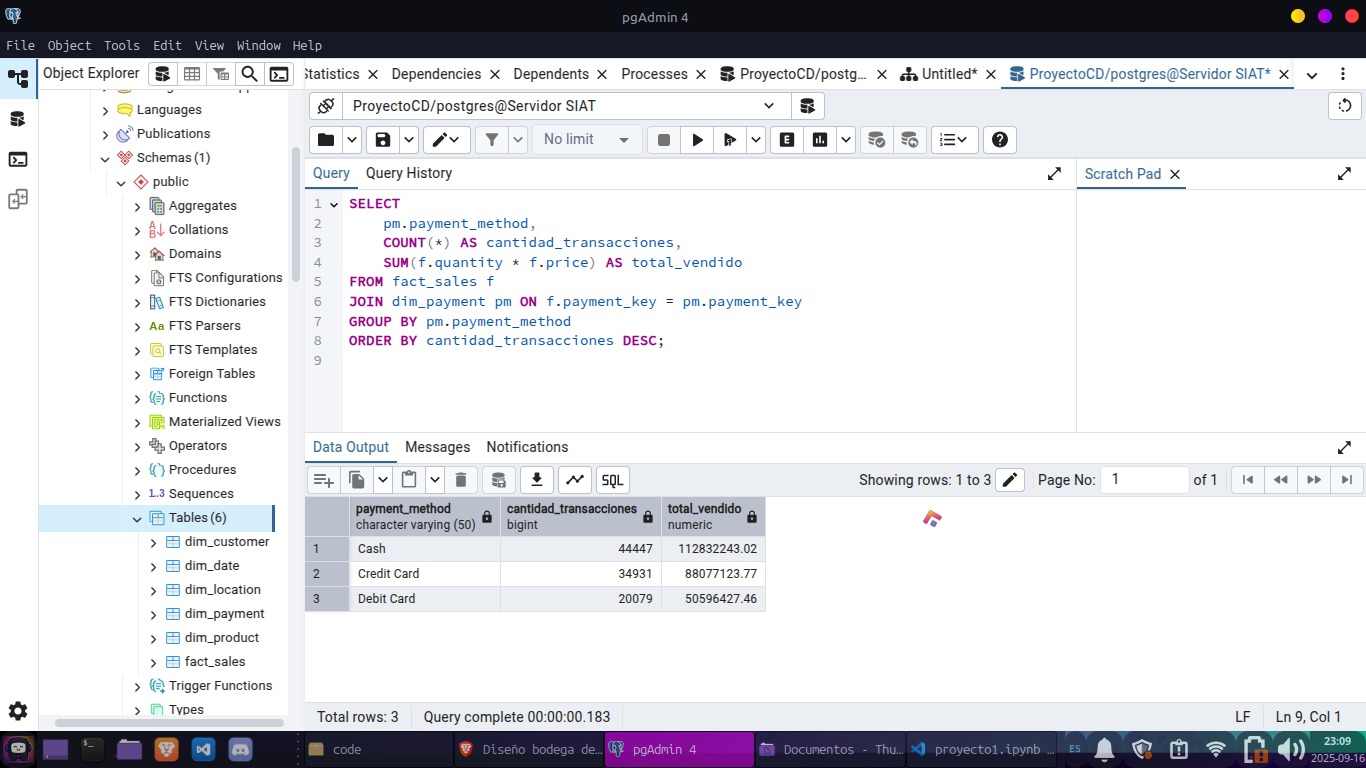 pgAdmin 4
File Object Tools Edit View Window Help
Object Explorer
Statistics Dependencies Dependents Processes ProyectoCD/postg... Untitled* ProyectoCD/postgres@Servidor SIAT*
Languages
Publications
Schemas (1)
public
Aggregates
Collations
Domains
FTS Configurations
FTS Dictionaries
Aa FTS Parsers
FTS Templates
Foreign Tables
Functions
Materialized Views
Operators
Procedures
1..3 Sequences
Tables (6)
dim_customer
dim_date
dim_location
dim_payment
dim_product
fact_sales
Trigger Functions
Types
ProyectoCD/postgres@Servidor SIAT
No limit
E
Query Query History
Scratch Pad
1 SELECT
2 pm.payment_method,
3 COUNT(*) AS cantidad_transacciones,
4 SUM(f.quantity * f.price) AS total_vendido
5 FROM fact_sales f
6 JOIN dim_payment pm ON f.payment_key = pm.payment_key
7 GROUP BY pm.payment_method
8 ORDER BY cantidad_transacciones DESC;
9
Data Output Messages Notifications
SQL Showing rows: 1 to 3 Page No: 1 of 1
payment_method cantidad_transacciones total_vendido
character varying (50) bigint numeric
1 Cash 44447 112832243.02
2 Credit Card 34931 88077123.77
3 Debit Card 20079 50596427.46
Total rows: 3 Query complete 00:00:00.183 LF Ln 9, Col 1
code Diseño bodega de... pgAdmin 4 Documentos - Thu... proyecto1.ipynb ... ES 23:09
2025-09-16